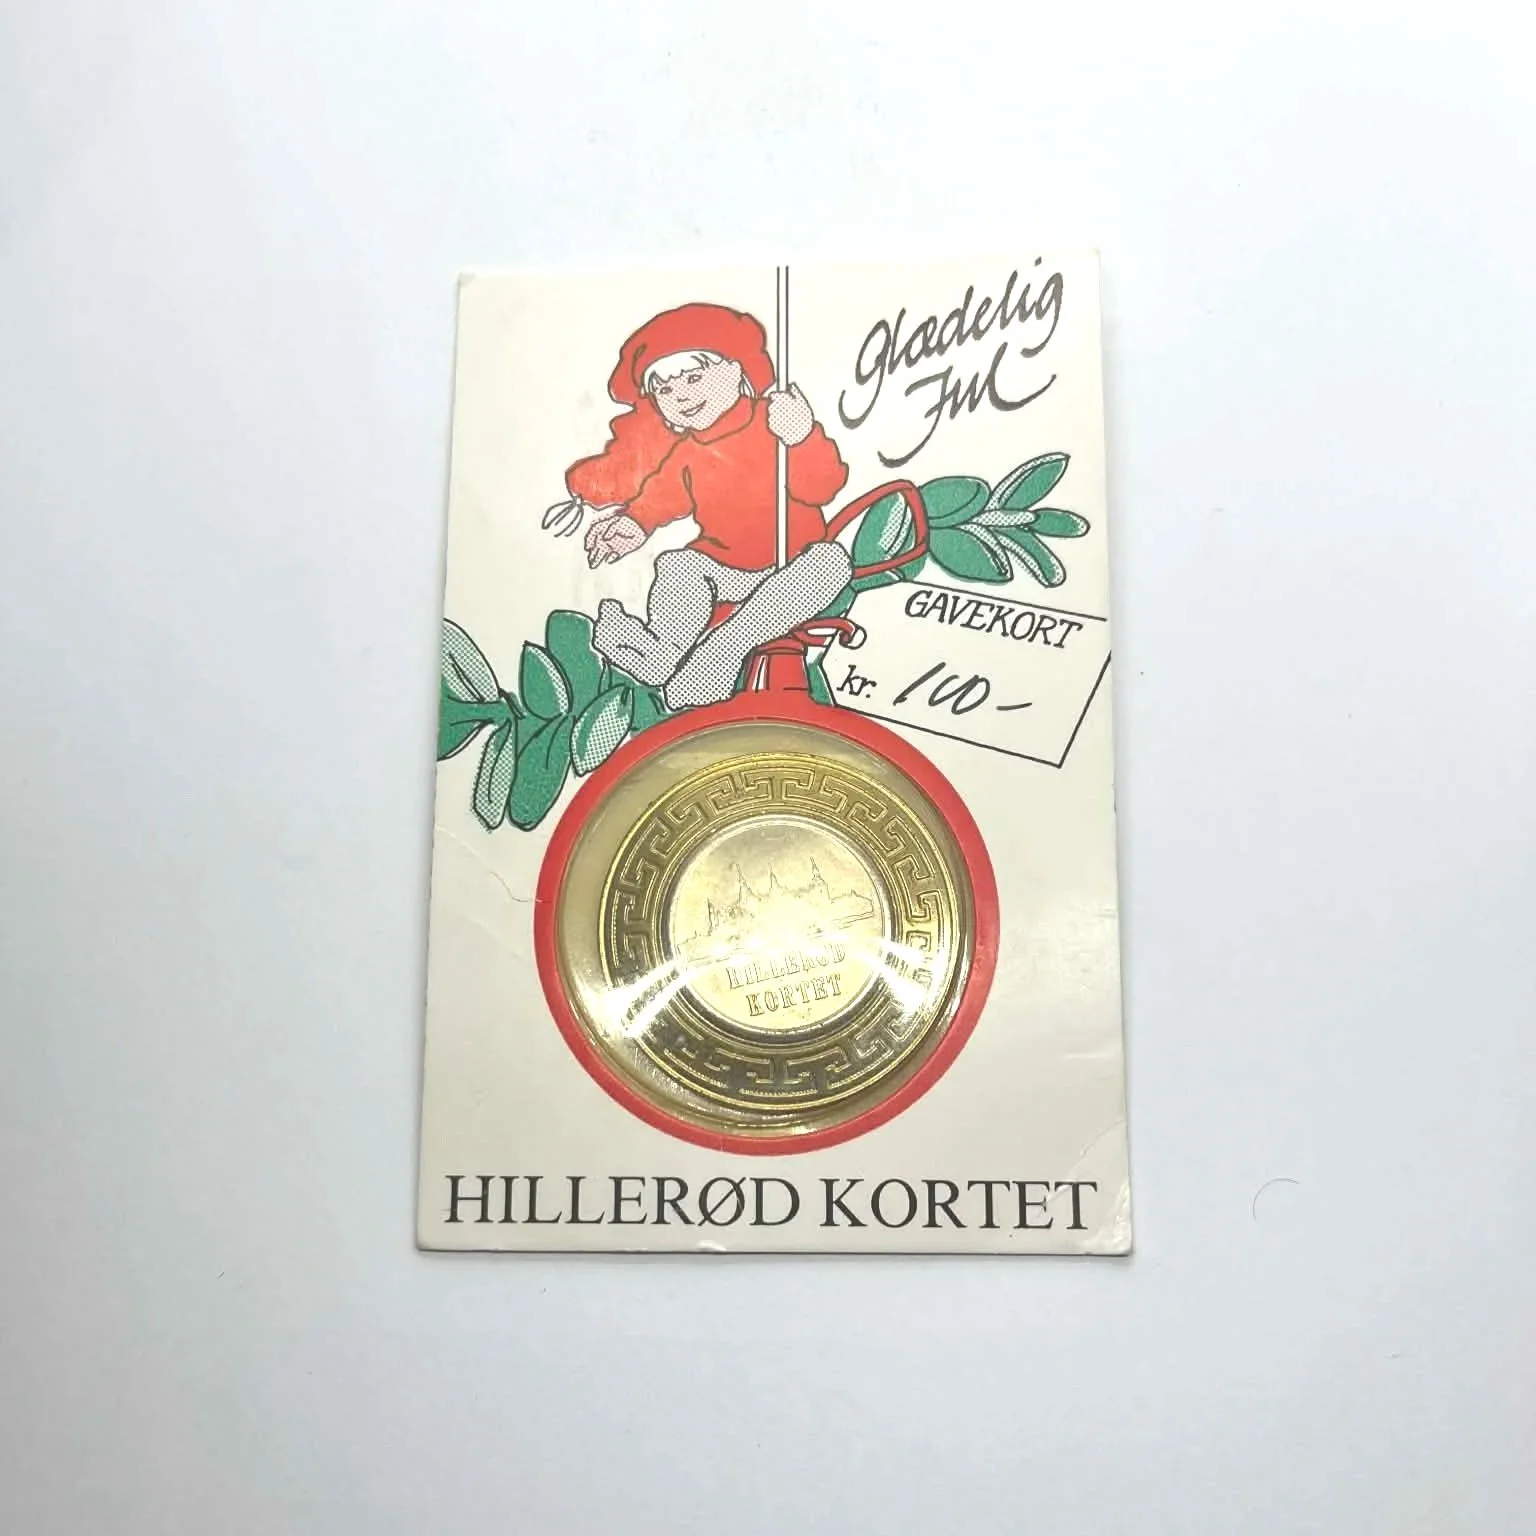 Glædelig
Jul
GAVEKORT
kr. 100-
HILLERØD
KORTET
HILLERØD KORTET